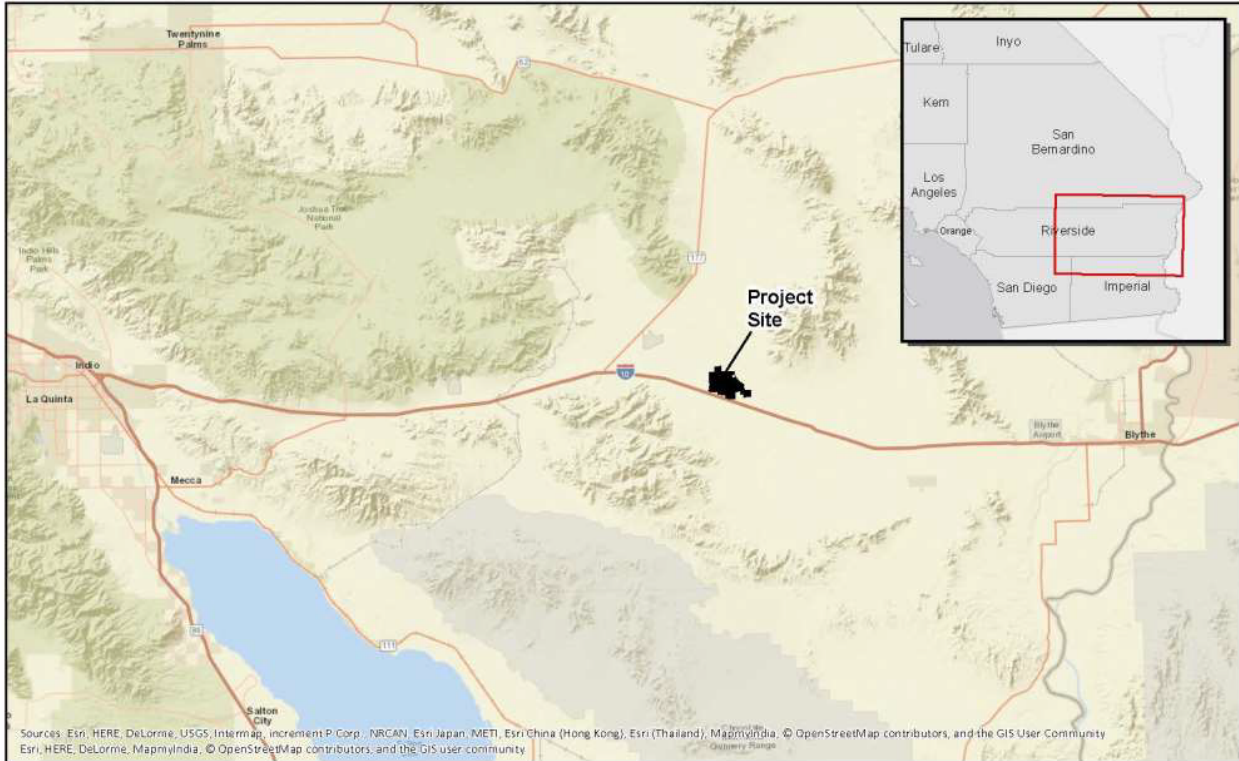 Twentynine
Palms
62
Joshua Tree
National
Park
Indio Hills
Palms
Park
177
Project
Site
10
Indio
La Quinta
Mecca
Blythe
Airport
Blythe
86
111
Salton
City
Chocolate
Gunnery Range
Tulare
Inyo
Kern
San
Bernardino
Los
Angeles
Orange
Riverside
San Diego
Imperial
Sources: Esri, HERE, DeLorme, USGS, Intermap, increment P Corp., NRCAN, Esri Japan, METI, Esri China (Hong Kong), Esri (Thailand), MapmyIndia, © OpenStreetMap contributors, and the GIS User Community
Esri, HERE, DeLorme, MapmyIndia, © OpenStreetMap contributors, and the GIS user community